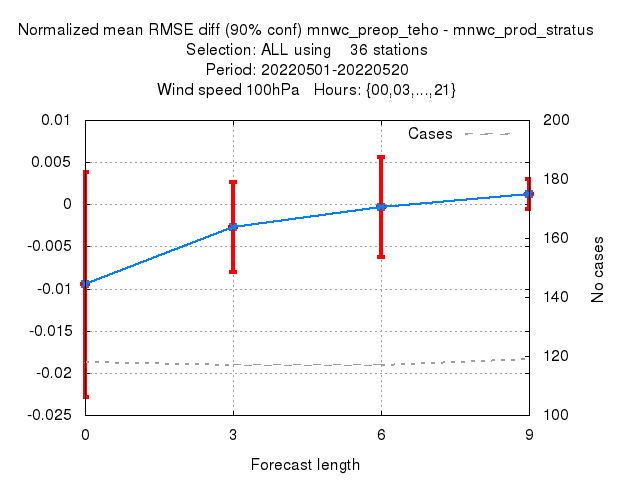 Normalized mean RMSE diff (90% conf) mnwc_preop_teho - mnwc_prod_stratus
Selection: ALL using 36 stations
Period: 20220501-20220520
Wind speed 100hPa Hours: {00,03,...,21}
0.01
0.005
0
-0.005
-0.01
-0.015
-0.02
-0.025
Cases
200
180
160
140
120
100
No cases
0
3
6
9
Forecast length